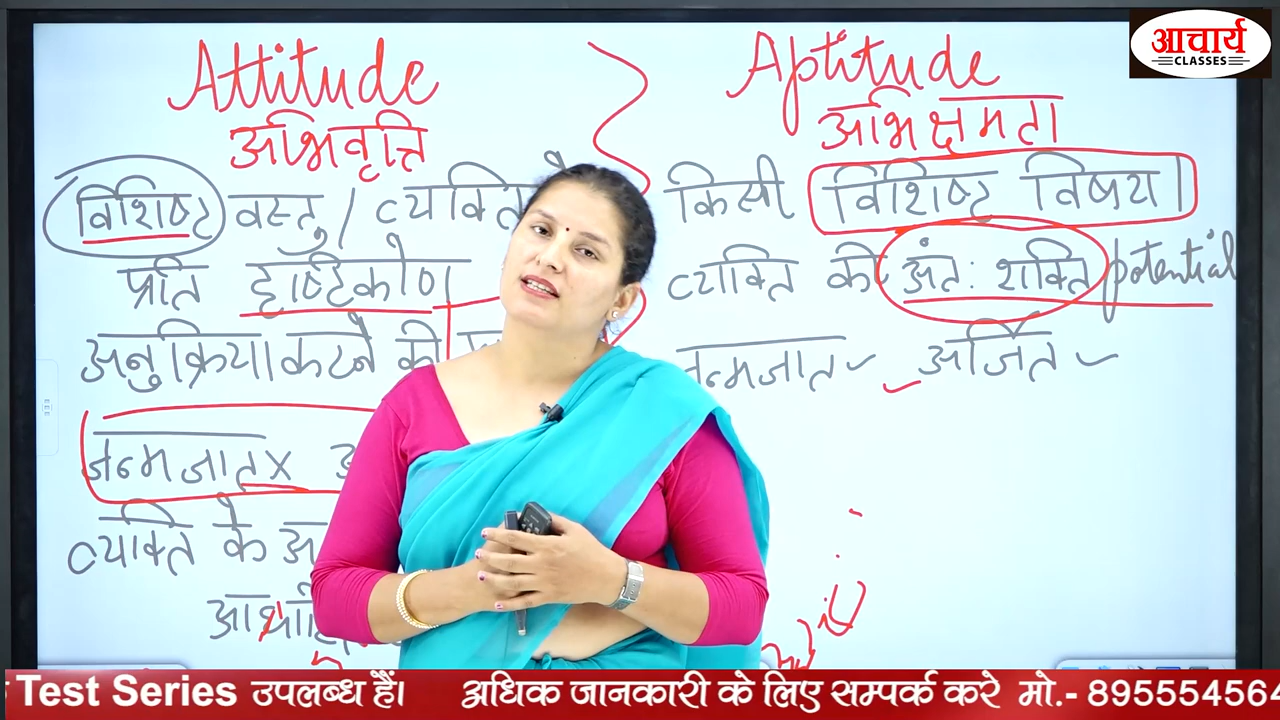 आचार्य
CLASSES
Attitude
अभिवृत्ति
विशिष्ट वस्तु / व्यक्ति के
प्रति दृष्टिकोण
अनुक्रिया करने की
जन्मजात x
व्यक्ति के
Aptitude
अभिक्षमता
किसी विशिष्ट विषय।
व्यक्ति की अंतः शक्ति / potential
जन्मजात ✓ अर्जित ✓
Test Series उपलब्ध हैं। अधिक जानकारी के लिए सम्पर्क करे मो.- 895554564